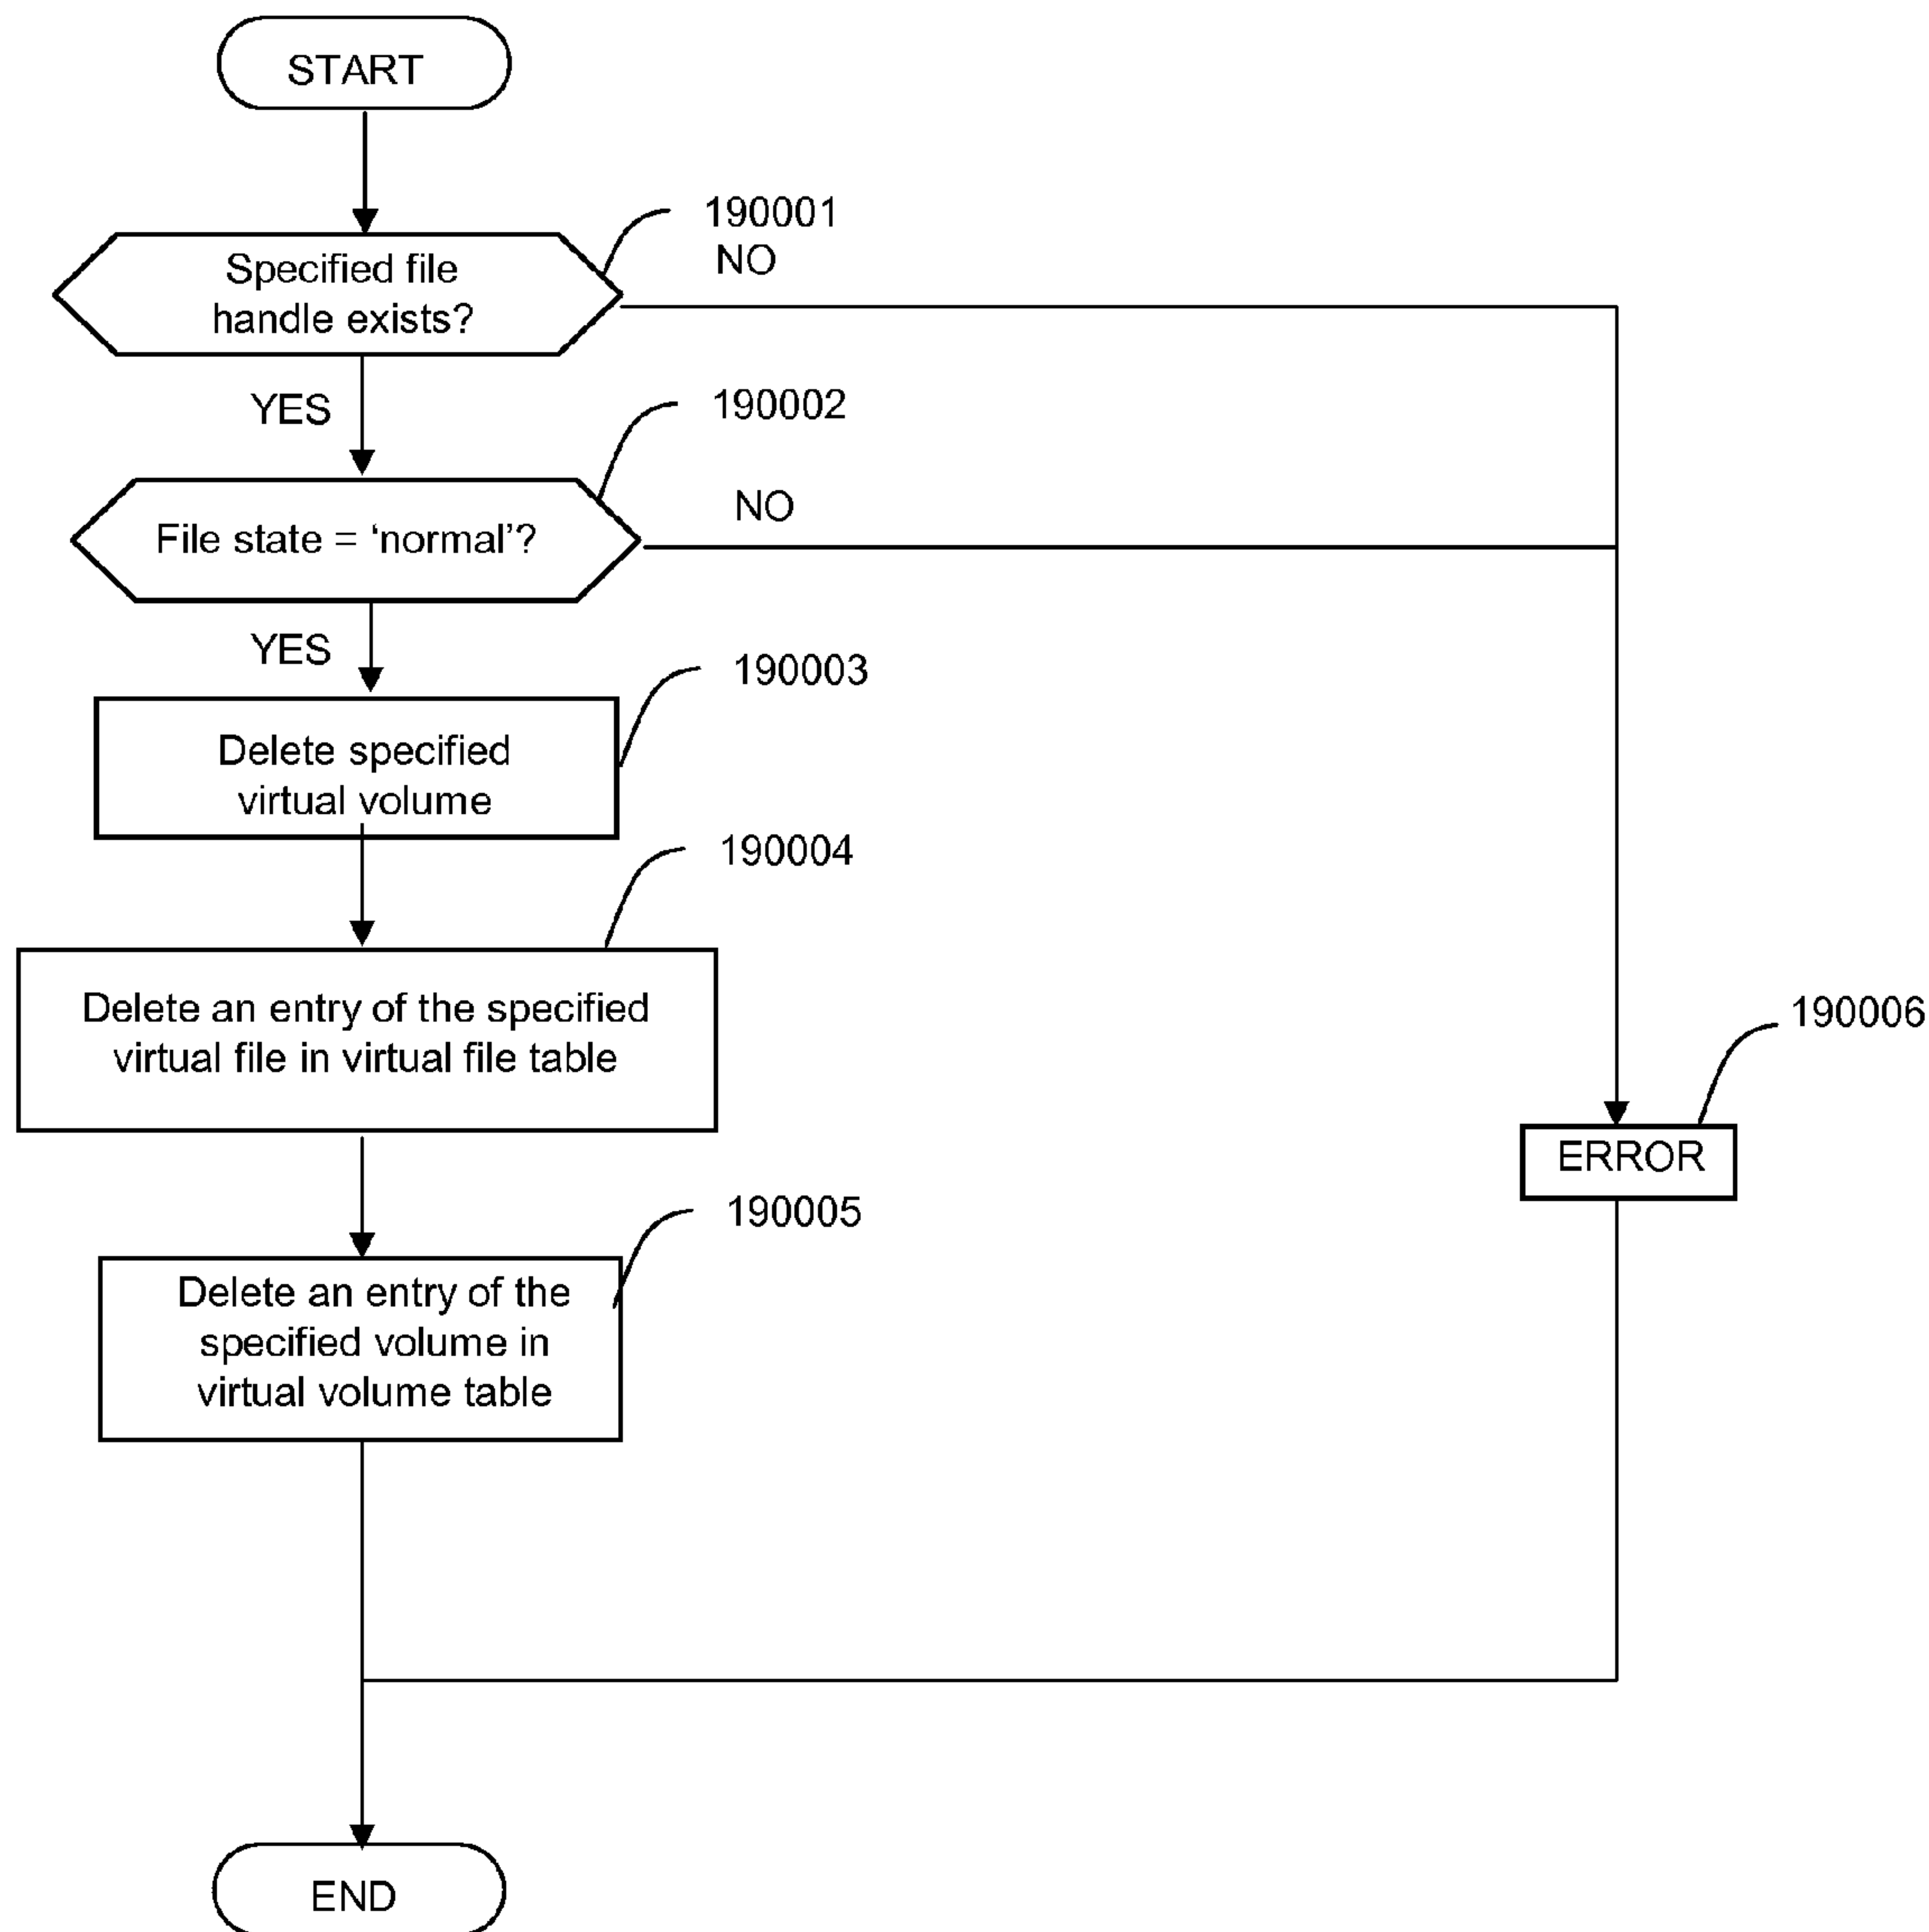 START
190001
NO
Specified file
handle exists?
YES
190002
NO
File state = ‘normal’?
YES
190003
Delete specified
virtual volume
190004
Delete an entry of the specified
virtual file in virtual file table
190006
ERROR
190005
Delete an entry of the
specified volume in
virtual volume table
END